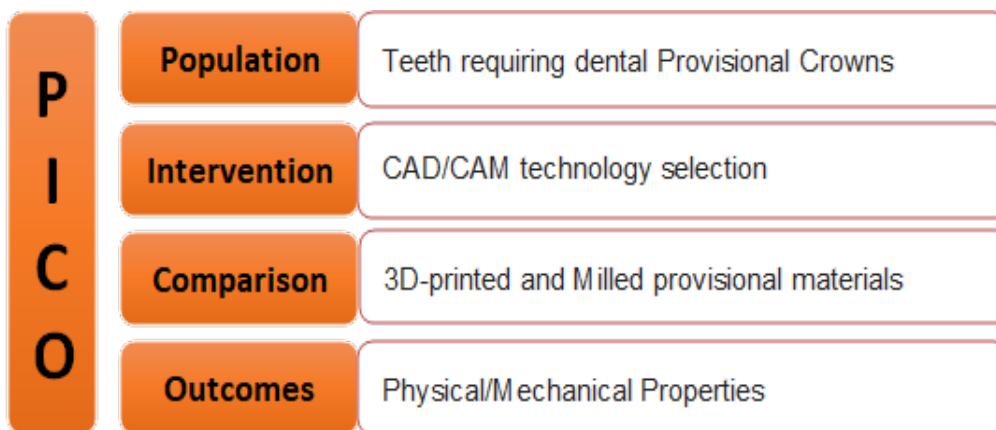 P
I
C
O
Population
Teeth requiring dental Provisional Crowns
Intervention
CAD/CAM technology selection
Comparison
3D-printed and Milled provisional materials
Outcomes
Physical/Mechanical Properties